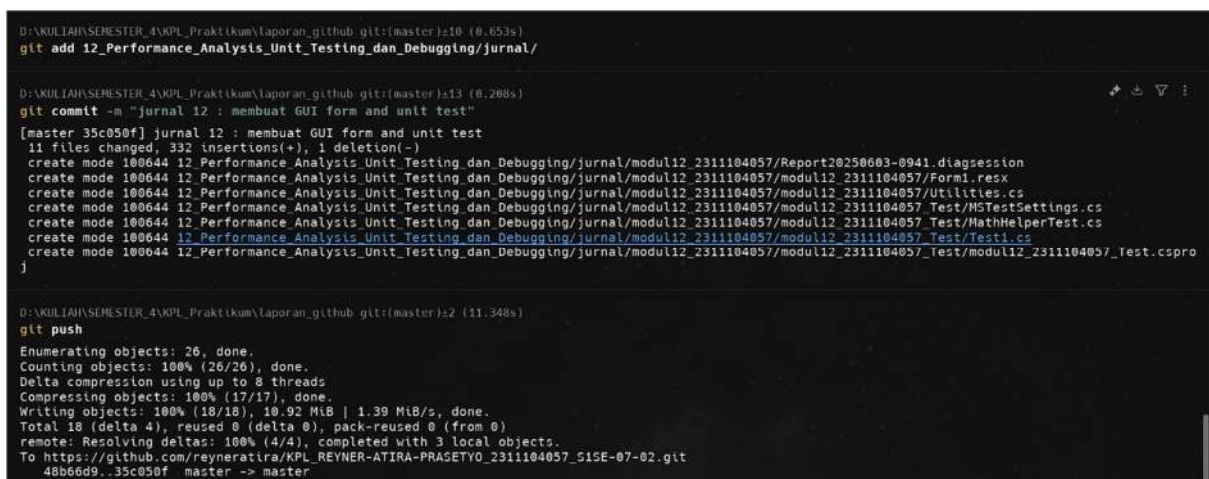 D:\KULIAH\SEMESTER_4\KPL_Praktikum\laporan_github git:(master)±10 (0.653s)
git add 12_Performance_Analysis_Unit_Testing_dan_Debugging/jurnal/
D:\KULIAH\SEMESTER_4\KPL_Praktikum\laporan_github git:(master)±13 (0.208s)
git commit -m "jurnal 12 : membuat GUI form and unit test"
[master 35c050f] jurnal 12 : membuat GUI form and unit test
11 files changed, 332 insertions(+), 1 deletion(-)
create mode 100644 12_Performance_Analysis_Unit_Testing_dan_Debugging/jurnal/modul12_2311104057/Report20250603-0941.diagsession
create mode 100644 12_Performance_Analysis_Unit_Testing_dan_Debugging/jurnal/modul12_2311104057/modul12_2311104057/Form1.resx
create mode 100644 12_Performance_Analysis_Unit_Testing_dan_Debugging/jurnal/modul12_2311104057/modul12_2311104057/Utilities.cs
create mode 100644 12_Performance_Analysis_Unit_Testing_dan_Debugging/jurnal/modul12_2311104057/modul12_2311104057_Test/MSTestSettings.cs
create mode 100644 12_Performance_Analysis_Unit_Testing_dan_Debugging/jurnal/modul12_2311104057/modul12_2311104057_Test/MathHelperTest.cs
create mode 100644 12_Performance_Analysis_Unit_Testing_dan_Debugging/jurnal/modul12_2311104057/modul12_2311104057_Test/Test1.cs
create mode 100644 12_Performance_Analysis_Unit_Testing_dan_Debugging/jurnal/modul12_2311104057/modul12_2311104057_Test/modul12_2311104057_Test.cspro
j
D:\KULIAH\SEMESTER_4\KPL_Praktikum\laporan_github git:(master)±2 (11.348s)
git push
Enumerating objects: 26, done.
Counting objects: 100% (26/26), done.
Delta compression using up to 8 threads
Compressing objects: 100% (17/17), done.
Writing objects: 100% (18/18), 10.92 MiB | 1.39 MiB/s, done.
Total 18 (delta 4), reused 0 (delta 0), pack-reused 0 (from 0)
remote: Resolving deltas: 100% (4/4), completed with 3 local objects.
To https://github.com/reyneratira/KPL_REYNER-ATIRA-PRASETYO_2311104057_S1SE-07-02.git
48b66d9..35c050f master -> master